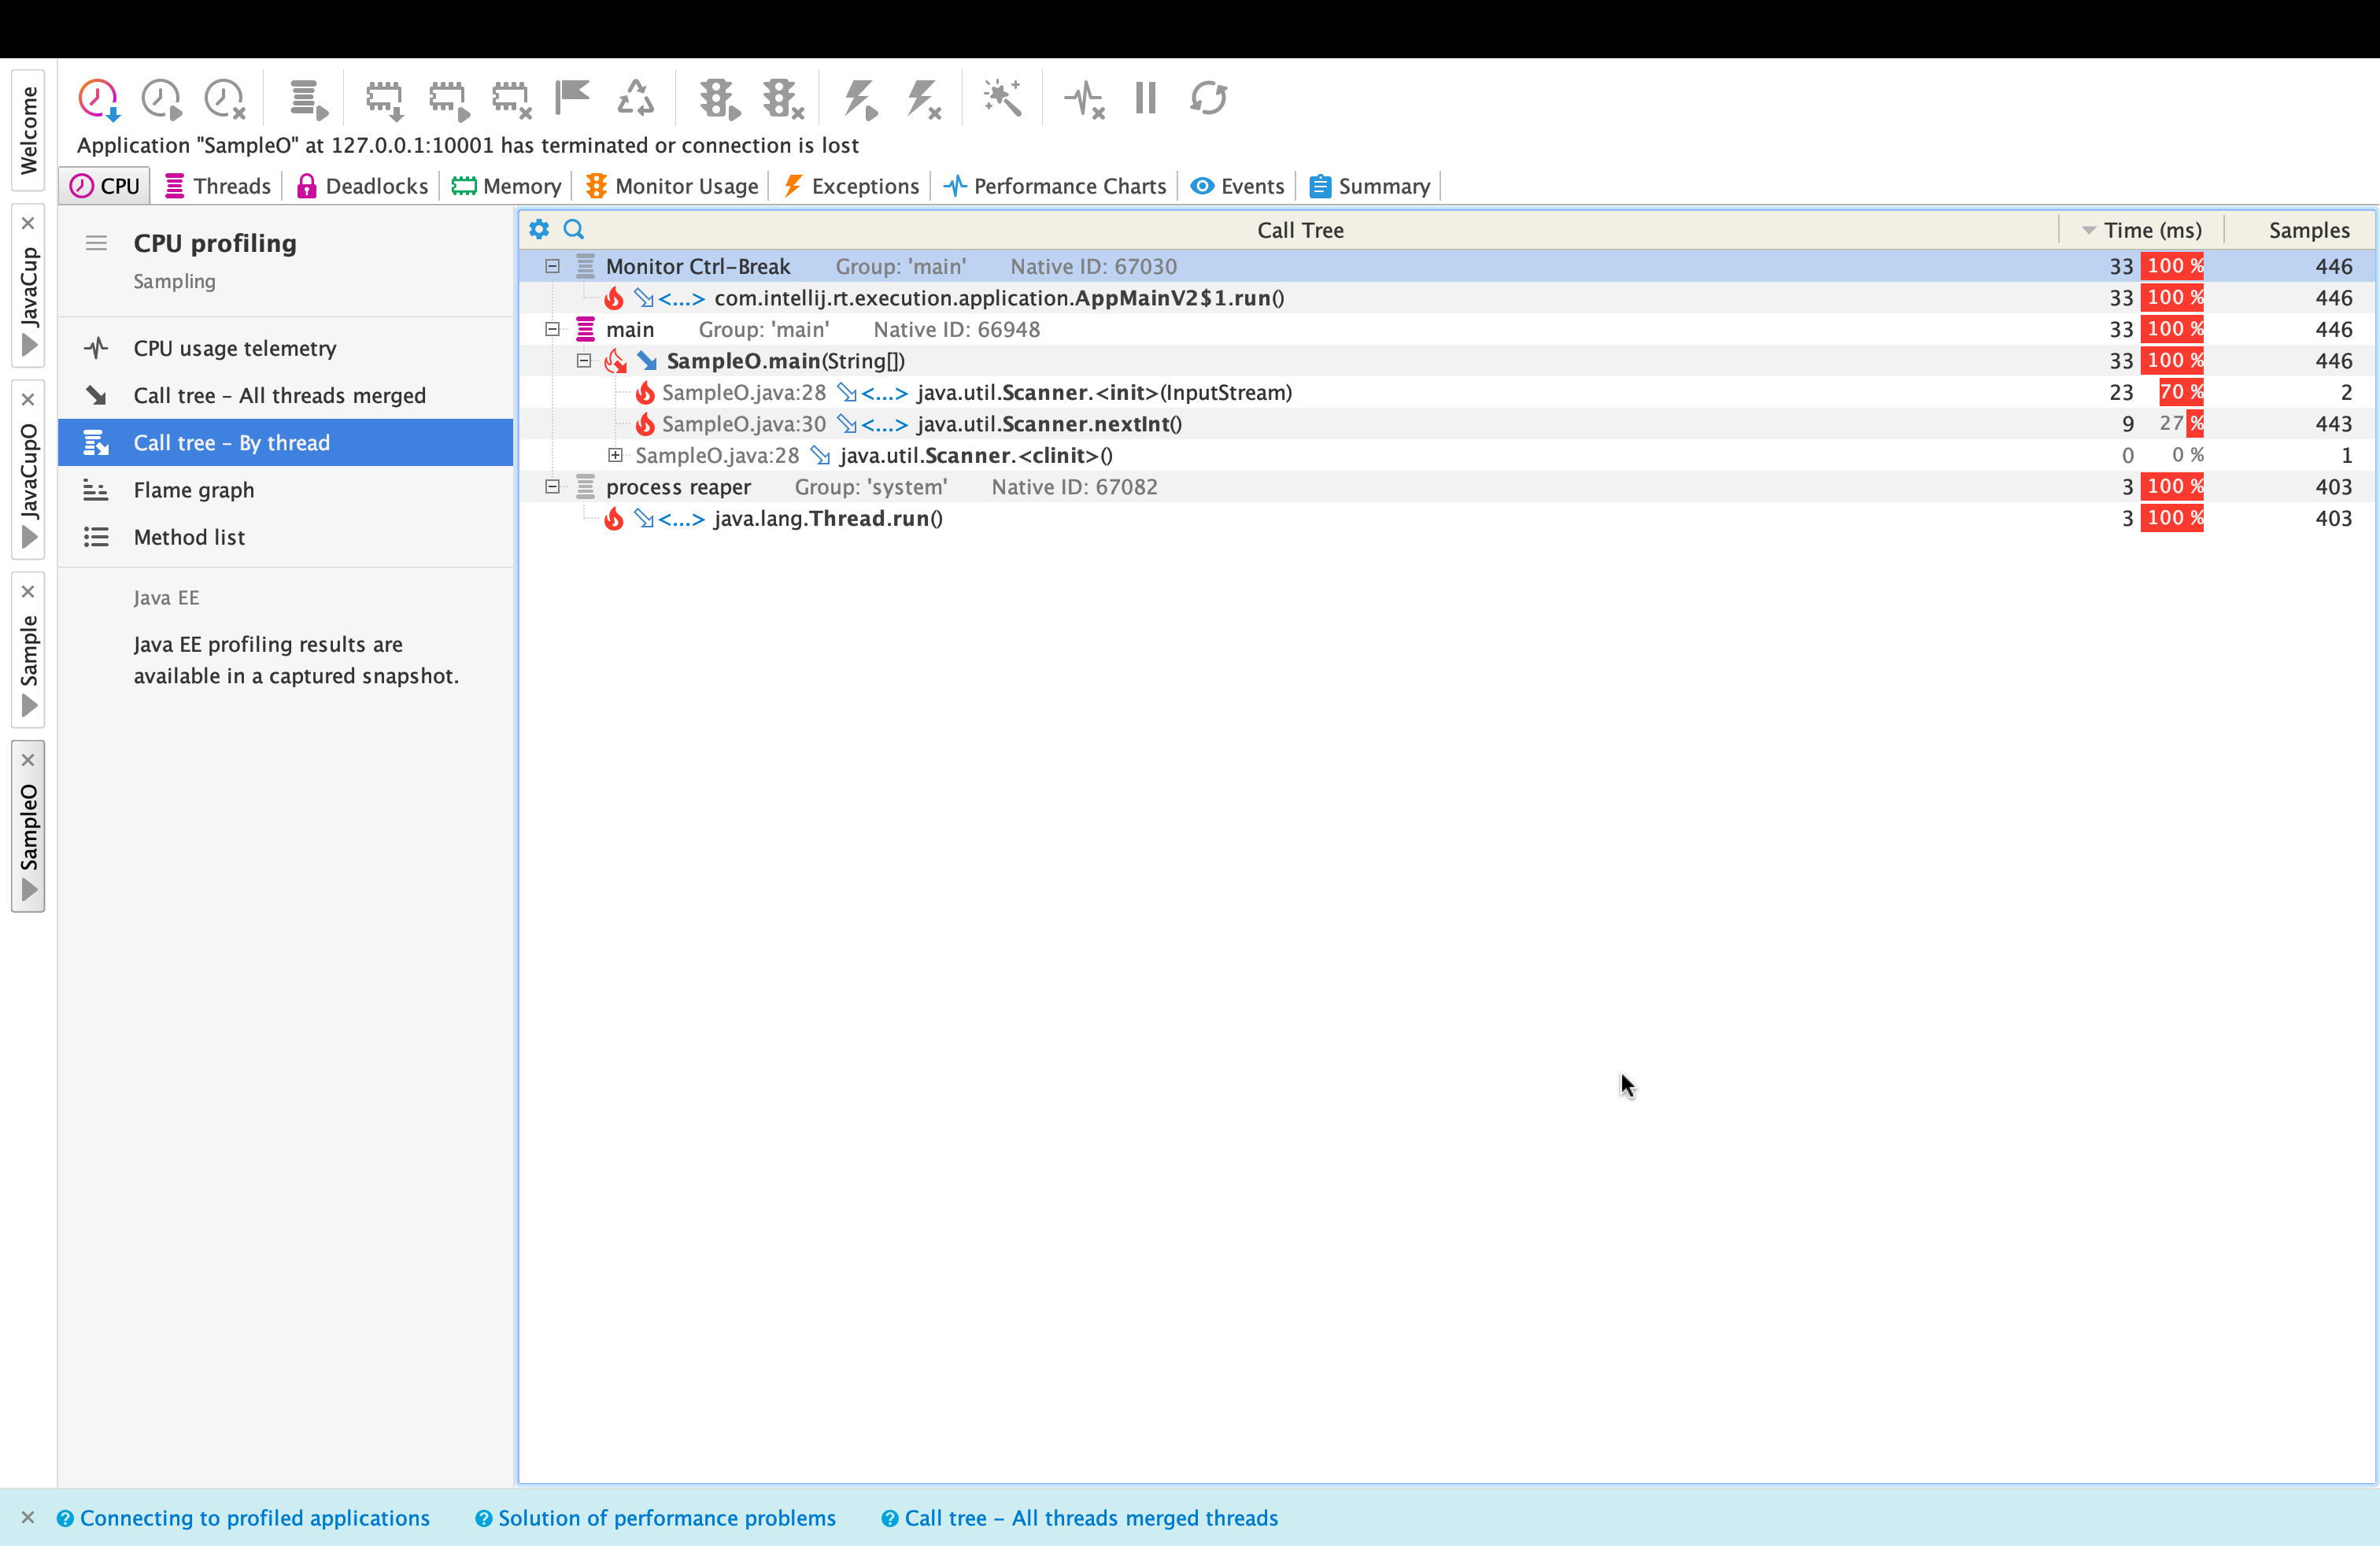 Welcome
JavaCup
JavaCupO
Sample
SampleO
Application "SampleO" at 127.0.0.1:10001 has terminated or connection is lost
CPU Threads Deadlocks Memory Monitor Usage Exceptions Performance Charts Events Summary
CPU profiling
Sampling
CPU usage telemetry
Call tree – All threads merged
Call tree – By thread
Flame graph
Method list
Java EE
Java EE profiling results are
available in a captured snapshot.
Call Tree Time (ms) Samples
Monitor Ctrl-Break Group: 'main' Native ID: 67030 33 100 % 446
<...> com.intellij.rt.execution.application.AppMainV2$1.run() 33 100 % 446
main Group: 'main' Native ID: 66948 33 100 % 446
SampleO.main(String[]) 33 100 % 446
SampleO.java:28 <...> java.util.Scanner.<init>(InputStream) 23 70 % 2
SampleO.java:30 <...> java.util.Scanner.nextInt() 9 27 % 443
SampleO.java:28 java.util.Scanner.<clinit>() 0 0 % 1
process reaper Group: 'system' Native ID: 67082 3 100 % 403
<...> java.lang.Thread.run() 3 100 % 403
Connecting to profiled applications Solution of performance problems Call tree – All threads merged threads